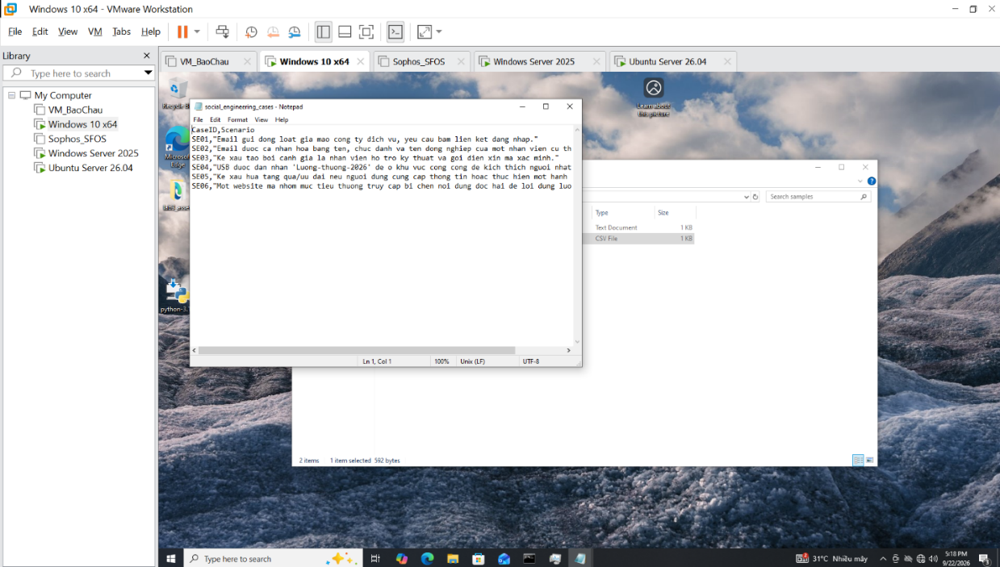 Windows 10 x64 - VMware Workstation
File Edit View VM Tabs Help
Library
Type here to search
My Computer
VM_BaoChau
Windows 10 x64
Sophos_SFOS
Windows Server 2025
Ubuntu Server 26.04
VM_BaoChau
Windows 10 x64
Sophos_SFOS
Windows Server 2025
Ubuntu Server 26.04
Recycle
Microsof
Edge
Learn about
this picture
social_engineering_cases - Notepad
File Edit Format View Help
CaseID,Scenario
SE01,"Email gui dong loat gia mao cong ty dich vu, yeu cau bam lien ket dang nhap."
SE02,"Email duoc ca nhan hoa bang ten, chuc danh va ten dong nghiep cua mot nhan vien cu th
SE03,"Ke xau tao boi canh gia la nhan vien ho tro ky thuat va goi dien xin ma xac minh."
SE04,"USB duoc dan nhan 'Luong-thuong-2026' de o khu vuc cong cong de kich thich nguoi nhat
SE05,"Ke xau hua tang qua/uu dai neu nguoi dung cung cap thong tin hoac thuc hien mot hanh
SE06,"Mot website ma nhom muc tieu thuong truy cap bi chen noi dung doc hai de loi dung luo
Ln 1, Col 1
100%
Unix (LF)
UTF-8
Search samples
Type Size
Text Document 1 KB
CSV File 1 KB
2 items 1 item selected 592 bytes
python-3.
Type here to search
31°C Nhiều mây
5:18 PM
9/22/2026